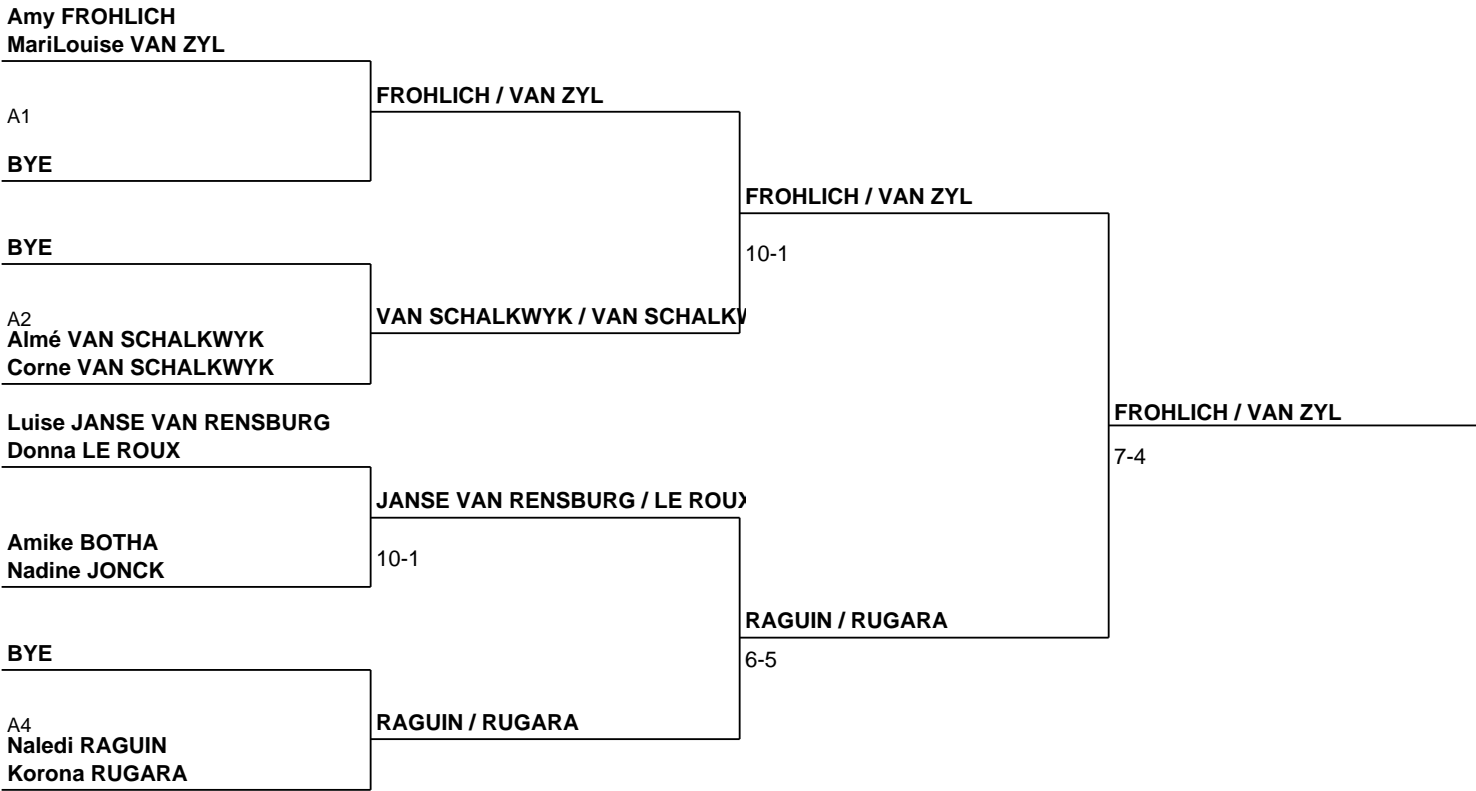 Amy FROHLICH
MariLouise VAN ZYL
A1
BYE
BYE
A2
Almé VAN SCHALKWYK
Corne VAN SCHALKWYK
Luise JANSE VAN RENSBURG
Donna LE ROUX
Amike BOTHA
Nadine JONCK
BYE
A4
Naledi RAGUIN
Korona RUGARA
FROHLICH / VAN ZYL
VAN SCHALKWYK / VAN SCHALKW
JANSE VAN RENSBURG / LE ROUX
10-1
RAGUIN / RUGARA
FROHLICH / VAN ZYL
10-1
RAGUIN / RUGARA
6-5
FROHLICH / VAN ZYL
7-4